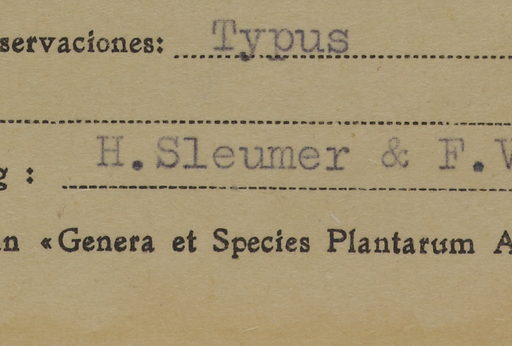 servaciones: Typus
g : H. Sleumer & F. V
n «Genera et Species Plantarum A